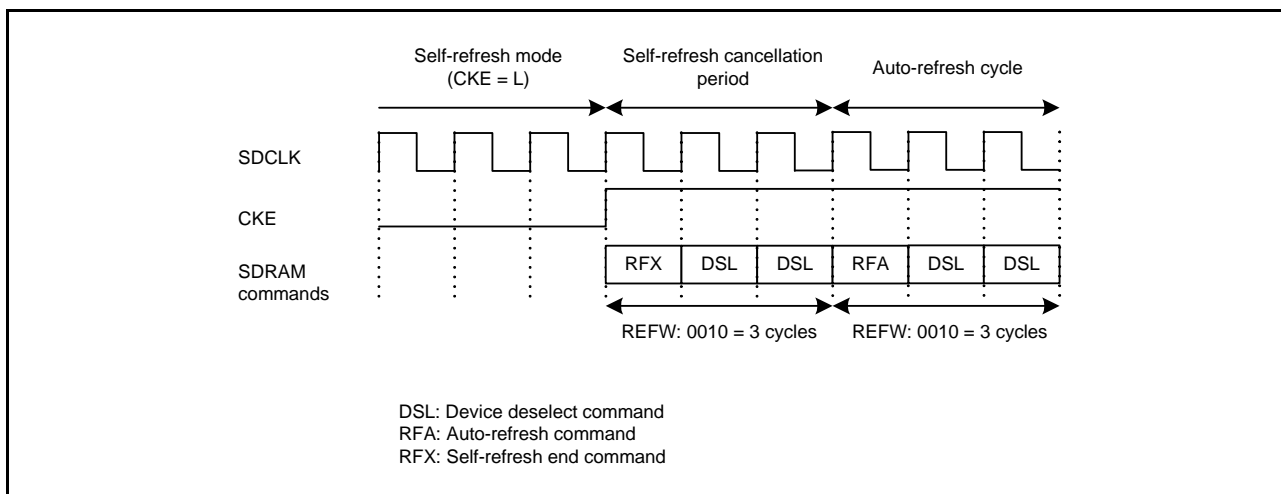 Self-refresh mode
(CKE = L)
Self-refresh cancellation
period
Auto-refresh cycle
SDCLK
CKE
SDRAM
commands
RFX DSL DSL RFA DSL DSL
REFW: 0010 = 3 cycles REFW: 0010 = 3 cycles
DSL: Device deselect command
RFA: Auto-refresh command
RFX: Self-refresh end command